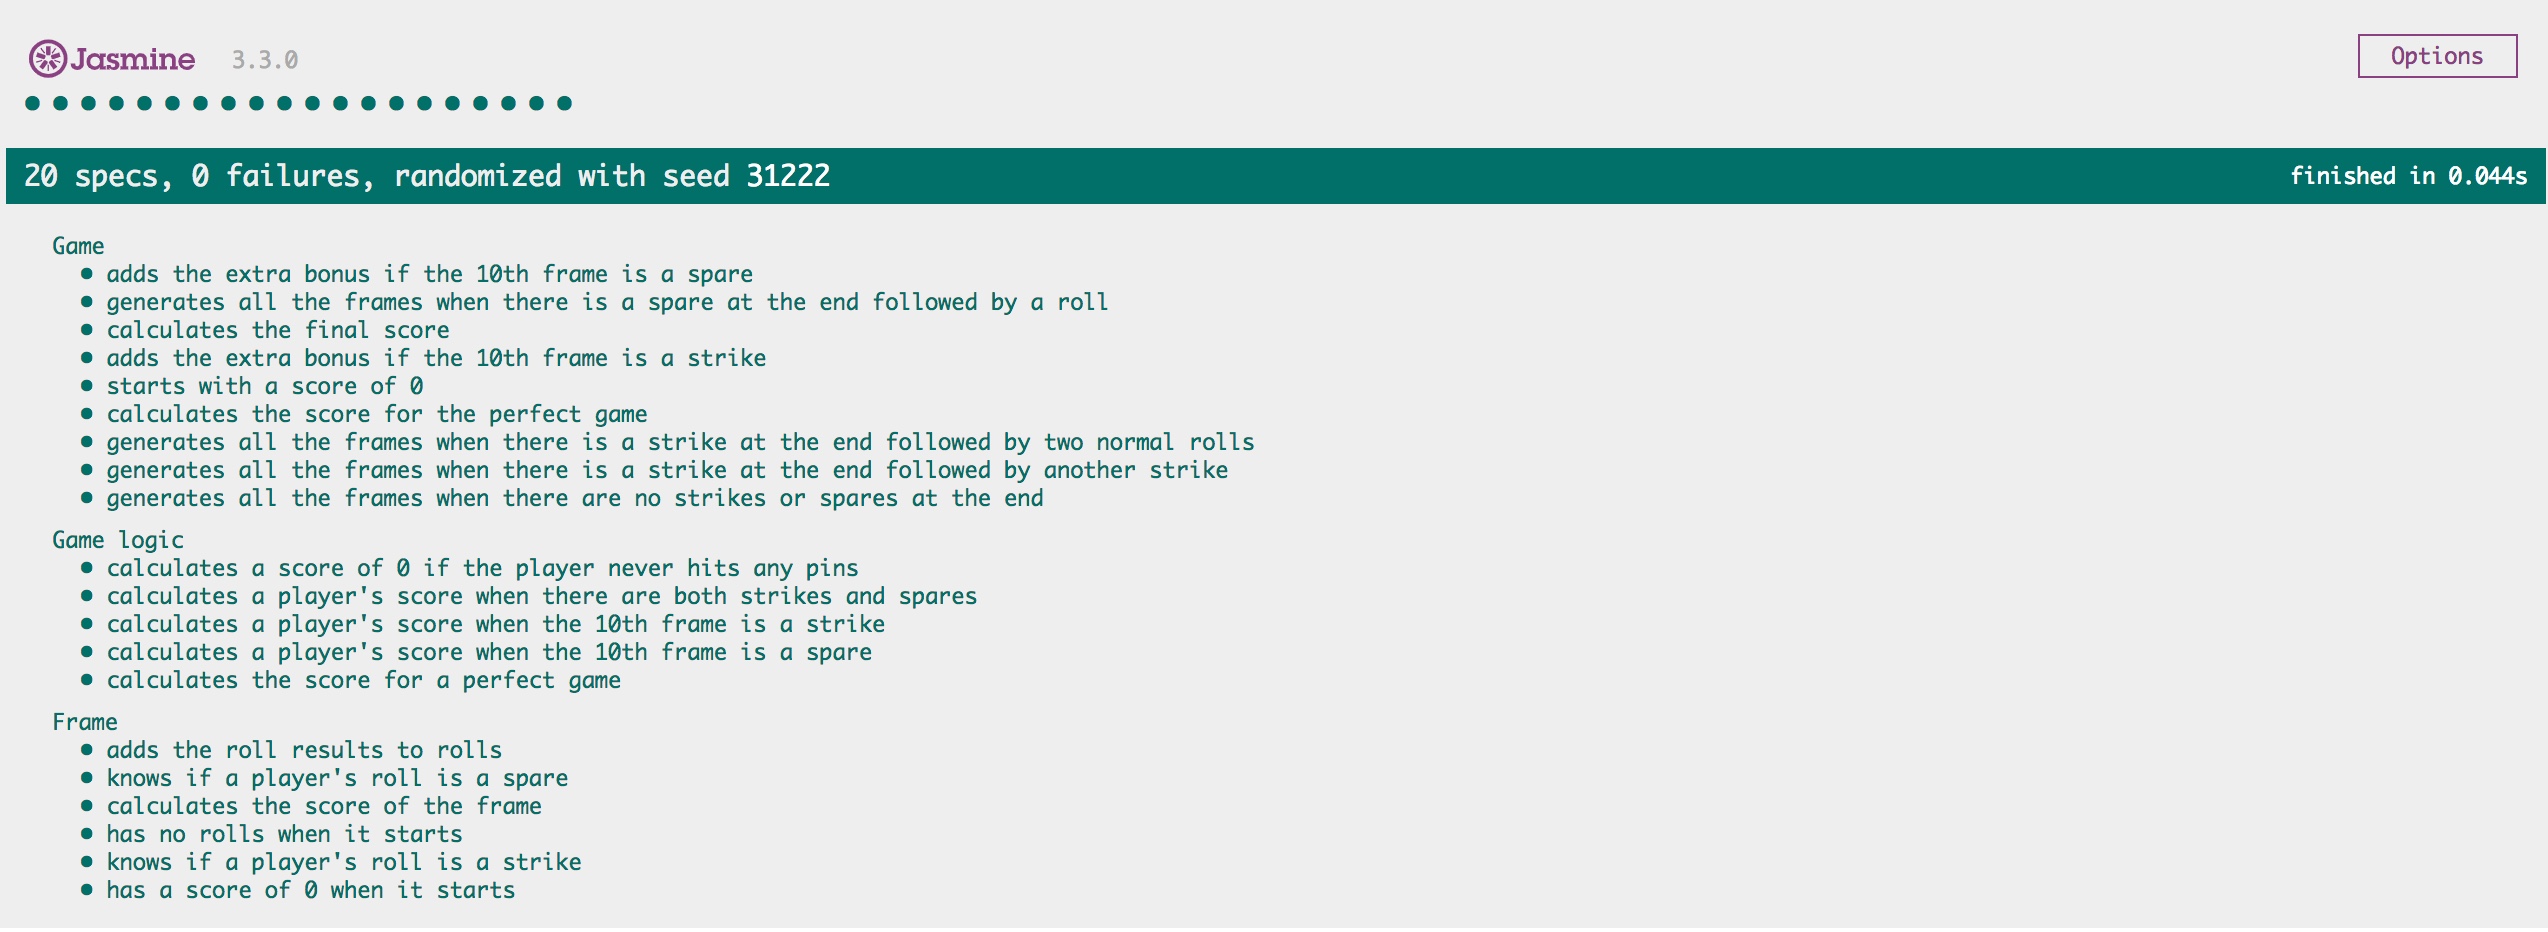 Jasmine 3.3.0 Options
20 specs, 0 failures, randomized with seed 31222 finished in 0.044s
Game
• adds the extra bonus if the 10th frame is a spare
• generates all the frames when there is a spare at the end followed by a roll
• calculates the final score
• adds the extra bonus if the 10th frame is a strike
• starts with a score of 0
• calculates the score for the perfect game
• generates all the frames when there is a strike at the end followed by two normal rolls
• generates all the frames when there is a strike at the end followed by another strike
• generates all the frames when there are no strikes or spares at the end
Game logic
• calculates a score of 0 if the player never hits any pins
• calculates a player's score when there are both strikes and spares
• calculates a player's score when the 10th frame is a strike
• calculates a player's score when the 10th frame is a spare
• calculates the score for a perfect game
Frame
• adds the roll results to rolls
• knows if a player's roll is a spare
• calculates the score of the frame
• has no rolls when it starts
• knows if a player's roll is a strike
• has a score of 0 when it starts